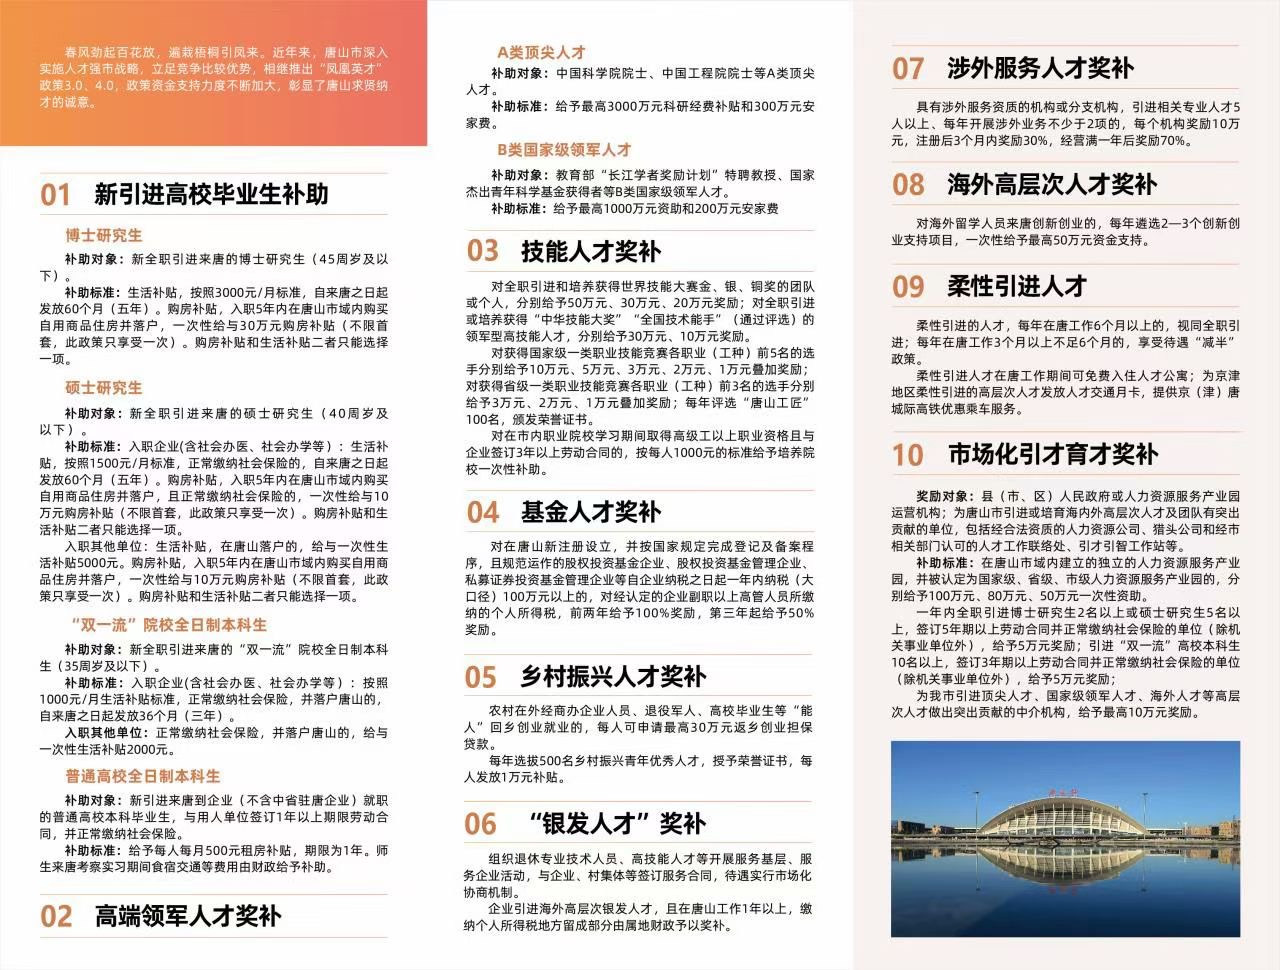 春风劲起百花放，遍栽梧桐引凤来。近年来，唐山市深入
实施人才强市战略，立足竞争比较优势，相继推出“凤凰英才”
政策3.0、4.0，政策资金支持力度不断加大，彰显了唐山求贤纳
才的诚意。
01 新引进高校毕业生补助
博士研究生
补助对象：新全职引进来唐的博士研究生（45周岁及以
下）。
补助标准：生活补贴，按照3000元/月标准，自来唐之日起
发放60个月（五年）。购房补贴，入职5年内在唐山市域内购买
自用商品住房并落户，一次性给与30万元购房补贴（不限首
套，此政策只享受一次）。购房补贴和生活补贴二者只能选择
一项。
硕士研究生
补助对象：新全职引进来唐的硕士研究生（40周岁及
以下）。
补助标准：入职企业(含社会办医、社会办学等）：生活补
贴，按照1500元/月标准，正常缴纳社会保险的，自来唐之日起
发放60个月（五年）。购房补贴，入职5年内在唐山市域内购买
自用商品住房并落户，且正常缴纳社会保险的，一次性给与10
万元购房补贴（不限首套，此政策只享受一次）。购房补贴和生
活补贴二者只能选择一项。
入职其他单位：生活补贴，在唐山落户的，给与一次性生
活补贴5000元。购房补贴，入职5年内在唐山市域内购买自用商
品住房并落户，一次性给与10万元购房补贴（不限首套，此政
策只享受一次）。购房补贴和生活补贴二者只能选择一项。
“双一流”院校全日制本科生
补助对象：新全职引进来唐的“双一流”院校全日制本科
生（35周岁及以下）。
补助标准：入职企业(含社会办医、社会办学等）：按照
1000元/月生活补贴标准，正常缴纳社会保险，并落户唐山的，
自来唐之日起发放36个月（三年）。
入职其他单位：正常缴纳社会保险，并落户唐山的，给与
一次性生活补贴2000元。
普通高校全日制本科生
补助对象：新引进来唐到企业（不含中省驻唐企业）就职
的普通高校本科毕业生，与用人单位签订1年以上期限劳动合
同，并正常缴纳社会保险。
补助标准：给予每人每月500元租房补贴，期限为1年。师
生来唐考察实习期间食宿交通等费用由财政给予补助。
02 高端领军人才奖补
A类顶尖人才
补助对象：中国科学院院士、中国工程院院士等A类顶尖
人才。
补助标准：给予最高3000万元科研经费补贴和300万元安
家费。
B类国家级领军人才
补助对象：教育部“长江学者奖励计划”特聘教授、国家
杰出青年科学基金获得者等B类国家级领军人才。
补助标准：给予最高1000万元资助和200万元安家费
03 技能人才奖补
对全职引进和培养获得世界技能大赛金、银、铜奖的团队
或个人，分别给予50万元、30万元、20万元奖励；对全职引进
或培养获得“中华技能大奖”“全国技术能手”（通过评选）的
领军型高技能人才，分别给予30万元、10万元奖励。
对获得国家级一类职业技能竞赛各职业（工种）前5名的选
手分别给予10万元、5万元、3万元、2万元、1万元叠加奖励；
对获得省级一类职业技能竞赛各职业（工种）前3名的选手分别
给予3万元、2万元、1万元叠加奖励；每年评选“唐山工匠”
100名，颁发荣誉证书。
对在市内职业院校学习期间取得高级工以上职业资格且与
企业签订3年以上劳动合同的，按每人1000元的标准给予培养院
校一次性补助。
04 基金人才奖补
对在唐山新注册设立，并按国家规定完成登记及备案程
序，且规范运作的股权投资基金企业、股权投资基金管理企业、
私募证券投资基金管理企业等自企业纳税之日起一年内纳税（大
口径）100万元以上的，对经认定的企业副职以上高管人员所缴
纳的个人所得税，前两年给予100%奖励，第三年起给予50%
奖励。
05 乡村振兴人才奖补
农村在外经商办企业人员、退役军人、高校毕业生等“能
人”回乡创业就业的，每人可申请最高30万元返乡创业担保
贷款。
每年选拔500名乡村振兴青年优秀人才，授予荣誉证书，每
人发放1万元补贴。
06 “银发人才”奖补
组织退休专业技术人员、高技能人才等开展服务基层、服
务企业活动，与企业、村集体等签订服务合同，待遇实行市场化
协商机制。
企业引进海外高层次银发人才，且在唐山工作1年以上，缴
纳个人所得税地方留成部分由属地财政予以奖补。
07 涉外服务人才奖补
具有涉外服务资质的机构或分支机构，引进相关专业人才5
人以上、每年开展涉外业务不少于2项的，每个机构奖励10万
元，注册后3个月内奖励30%，经营满一年后奖励70%。
08 海外高层次人才奖补
对海外留学人员来唐创新创业的，每年遴选2—3个创新创
业支持项目，一次性给予最高50万元资金支持。
09 柔性引进人才
柔性引进的人才，每年在唐工作6个月以上的，视同全职引
进；每年在唐工作3个月以上不足6个月的，享受待遇“减半”
政策。
柔性引进人才在唐工作期间可免费入住人才公寓；为京津
地区柔性引进的高层次人才发放人才交通月卡，提供京（津）唐
城际高铁优惠乘车服务。
10 市场化引才育才奖补
奖励对象：县（市、区）人民政府或人力资源服务产业园
运营机构；为唐山市引进或培育海内外高层次人才及团队有突出
贡献的单位，包括经合法资质的人力资源公司、猎头公司和经市
相关部门认可的人才工作联络处、引才引智工作站等。
补助标准：在唐山市域内建立的独立的人力资源服务产业
园，并被认定为国家级、省级、市级人力资源服务产业园的，分
别给予100万元、80万元、50万元一次性资助。
一年内全职引进博士研究生2名以上或硕士研究生5名以
上，签订5年期以上劳动合同并正常缴纳社会保险的单位（除机
关事业单位外），给予5万元奖励；引进“双一流”高校本科生
10名以上，签订3年期以上劳动合同并正常缴纳社会保险的单位
（除机关事业单位外），给予5万元奖励；
为我市引进顶尖人才、国家级领军人才、海外人才等高层
次人才做出突出贡献的中介机构，给予最高10万元奖励。